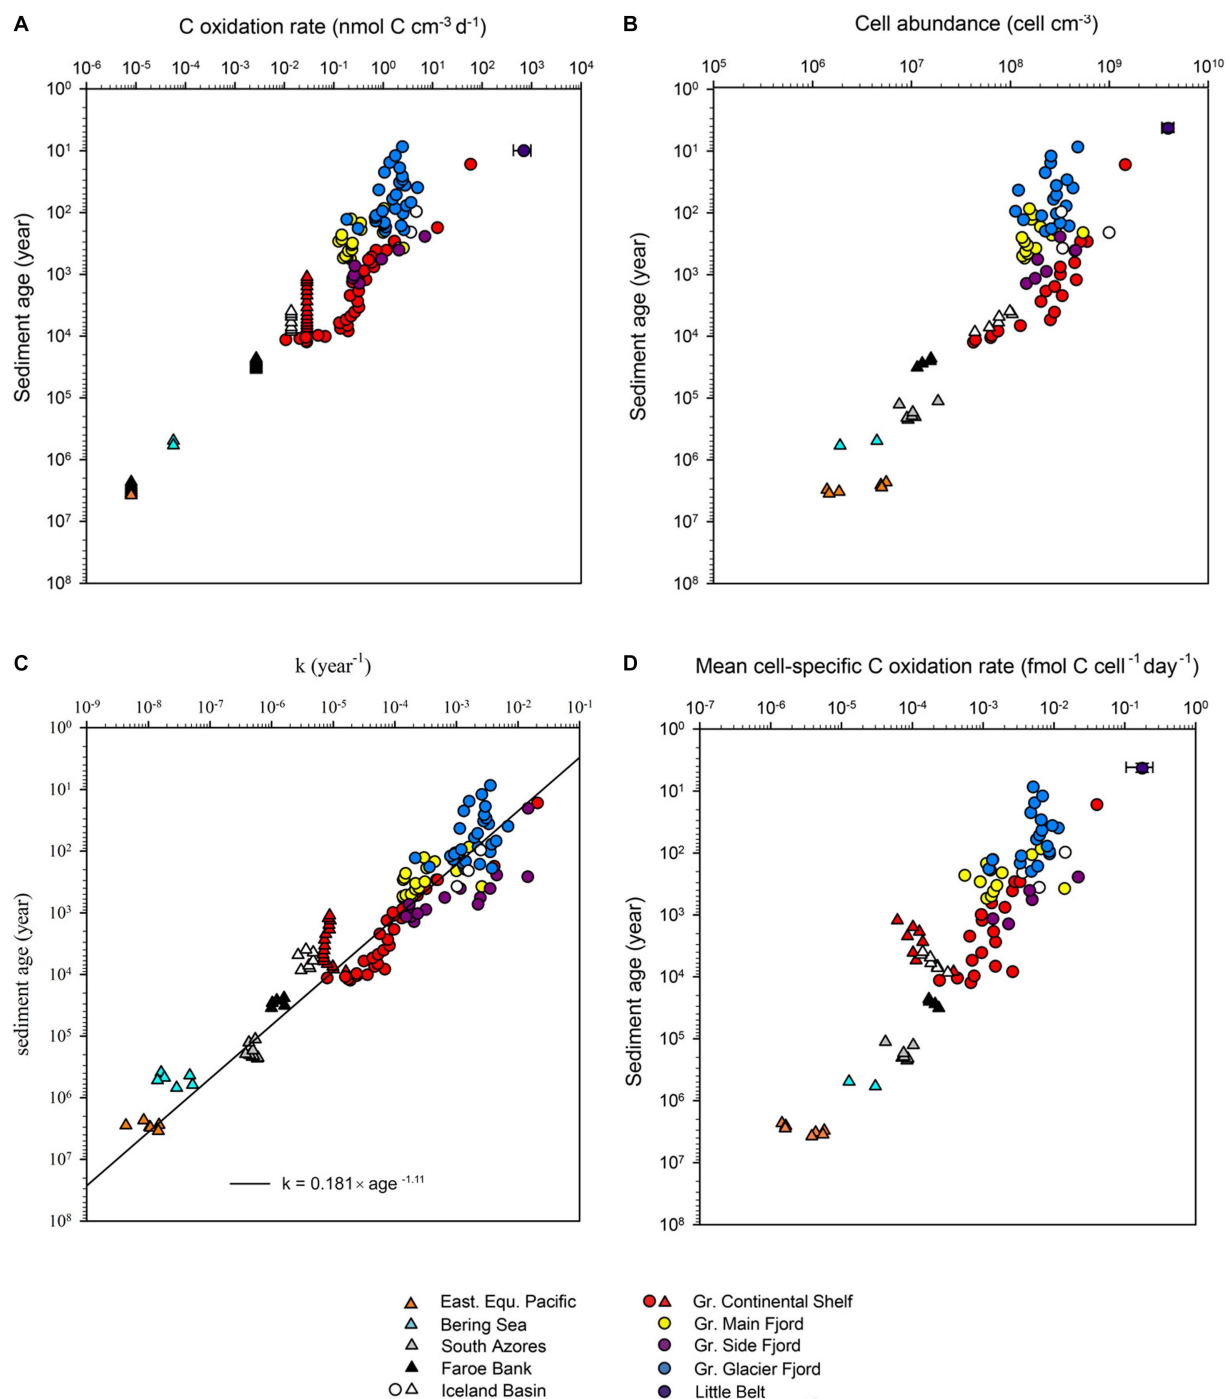 A
C oxidation rate (nmol C cm-3 d-1)
10-6 10-5 10-4 10-3 10-2 10-1 100 101 102 103 104
100
101
102
103
104
105
106
107
108
Sediment age (year)
B
Cell abundance (cell cm-3)
105 106 107 108 109 1010
100
101
102
103
104
105
106
107
108
Sediment age (year)
C
k (year-1)
10-9 10-8 10-7 10-6 10-5 10-4 10-3 10-2 10-1
100
101
102
103
104
105
106
107
108
sediment age (year)
k = 0.181× age -1.11
D
Mean cell-specific C oxidation rate (fmol C cell-1 day-1)
10-7 10-6 10-5 10-4 10-3 10-2 10-1 100
100
101
102
103
104
105
106
107
108
Sediment age (year)
East. Equ. Pacific
Bering Sea
South Azores
Faroe Bank
Iceland Basin
Gr. Continental Shelf
Gr. Main Fjord
Gr. Side Fjord
Gr. Glacier Fjord
Little Belt